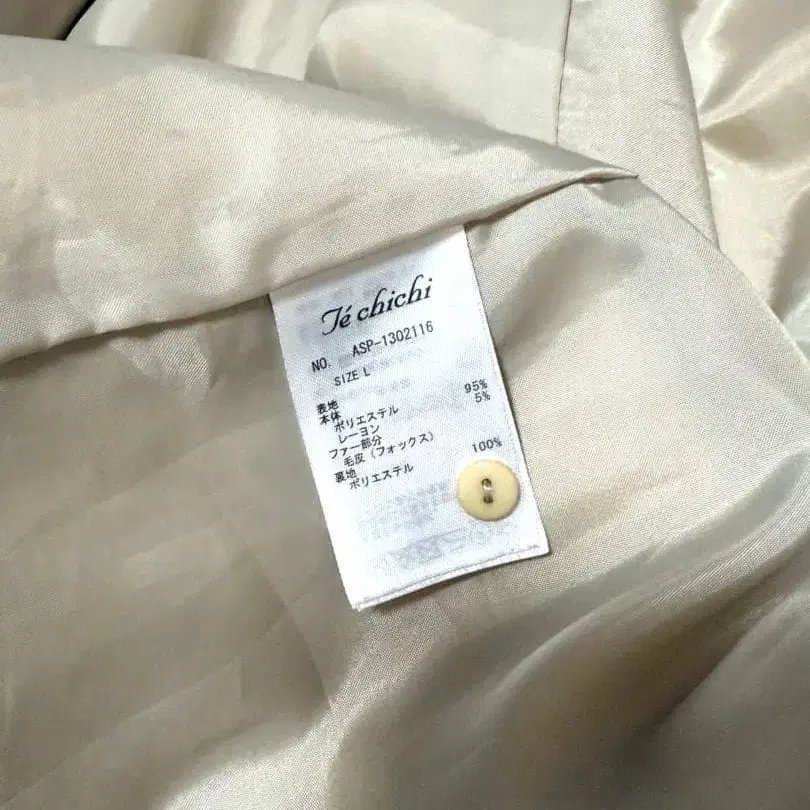 Té chichi
NO. ASP-1302116
SIZE L
表地
本体
ポリエステル 95%
レーヨン 5%
ファー部分
毛皮（フォックス）
裏地
ポリエステル 100%